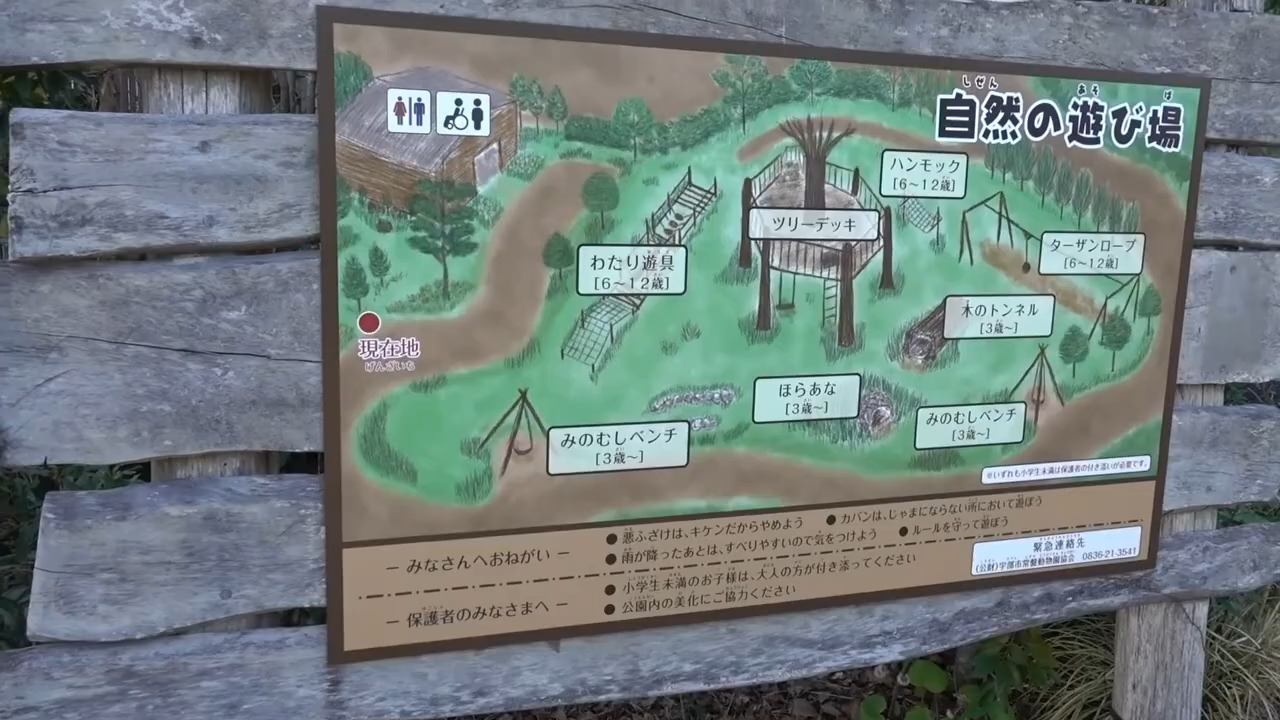 しぜん あそ ば
自然の遊び場
ハンモック
[6~12歳]
ツリーデッキ
ターザンロープ
[6~12歳]
わたり遊具
[6~12歳]
木のトンネル
[3歳~]
現在地
げんざいち
ほらあな
[3歳~]
みのむしベンチ
[3歳~]
みのむしベンチ
[3歳~]
※いずれも小学生未満は保護者の付き添いが必要です。
― みなさんへおねがい ―
● 悪ふざけは、キケンだからやめよう ● カバンは、じゃまにならない所において遊ぼう
● 雨が降ったあとは、すべりやすいので気をつけよう ● ルールを守って遊ぼう
― 保護者のみなさまへ ―
● 小学生未満のお子様は、大人の方が付き添ってください
● 公園内の美化にご協力ください
緊急連絡先
(公財)宇部市常盤動物園協会 0836-21-3541